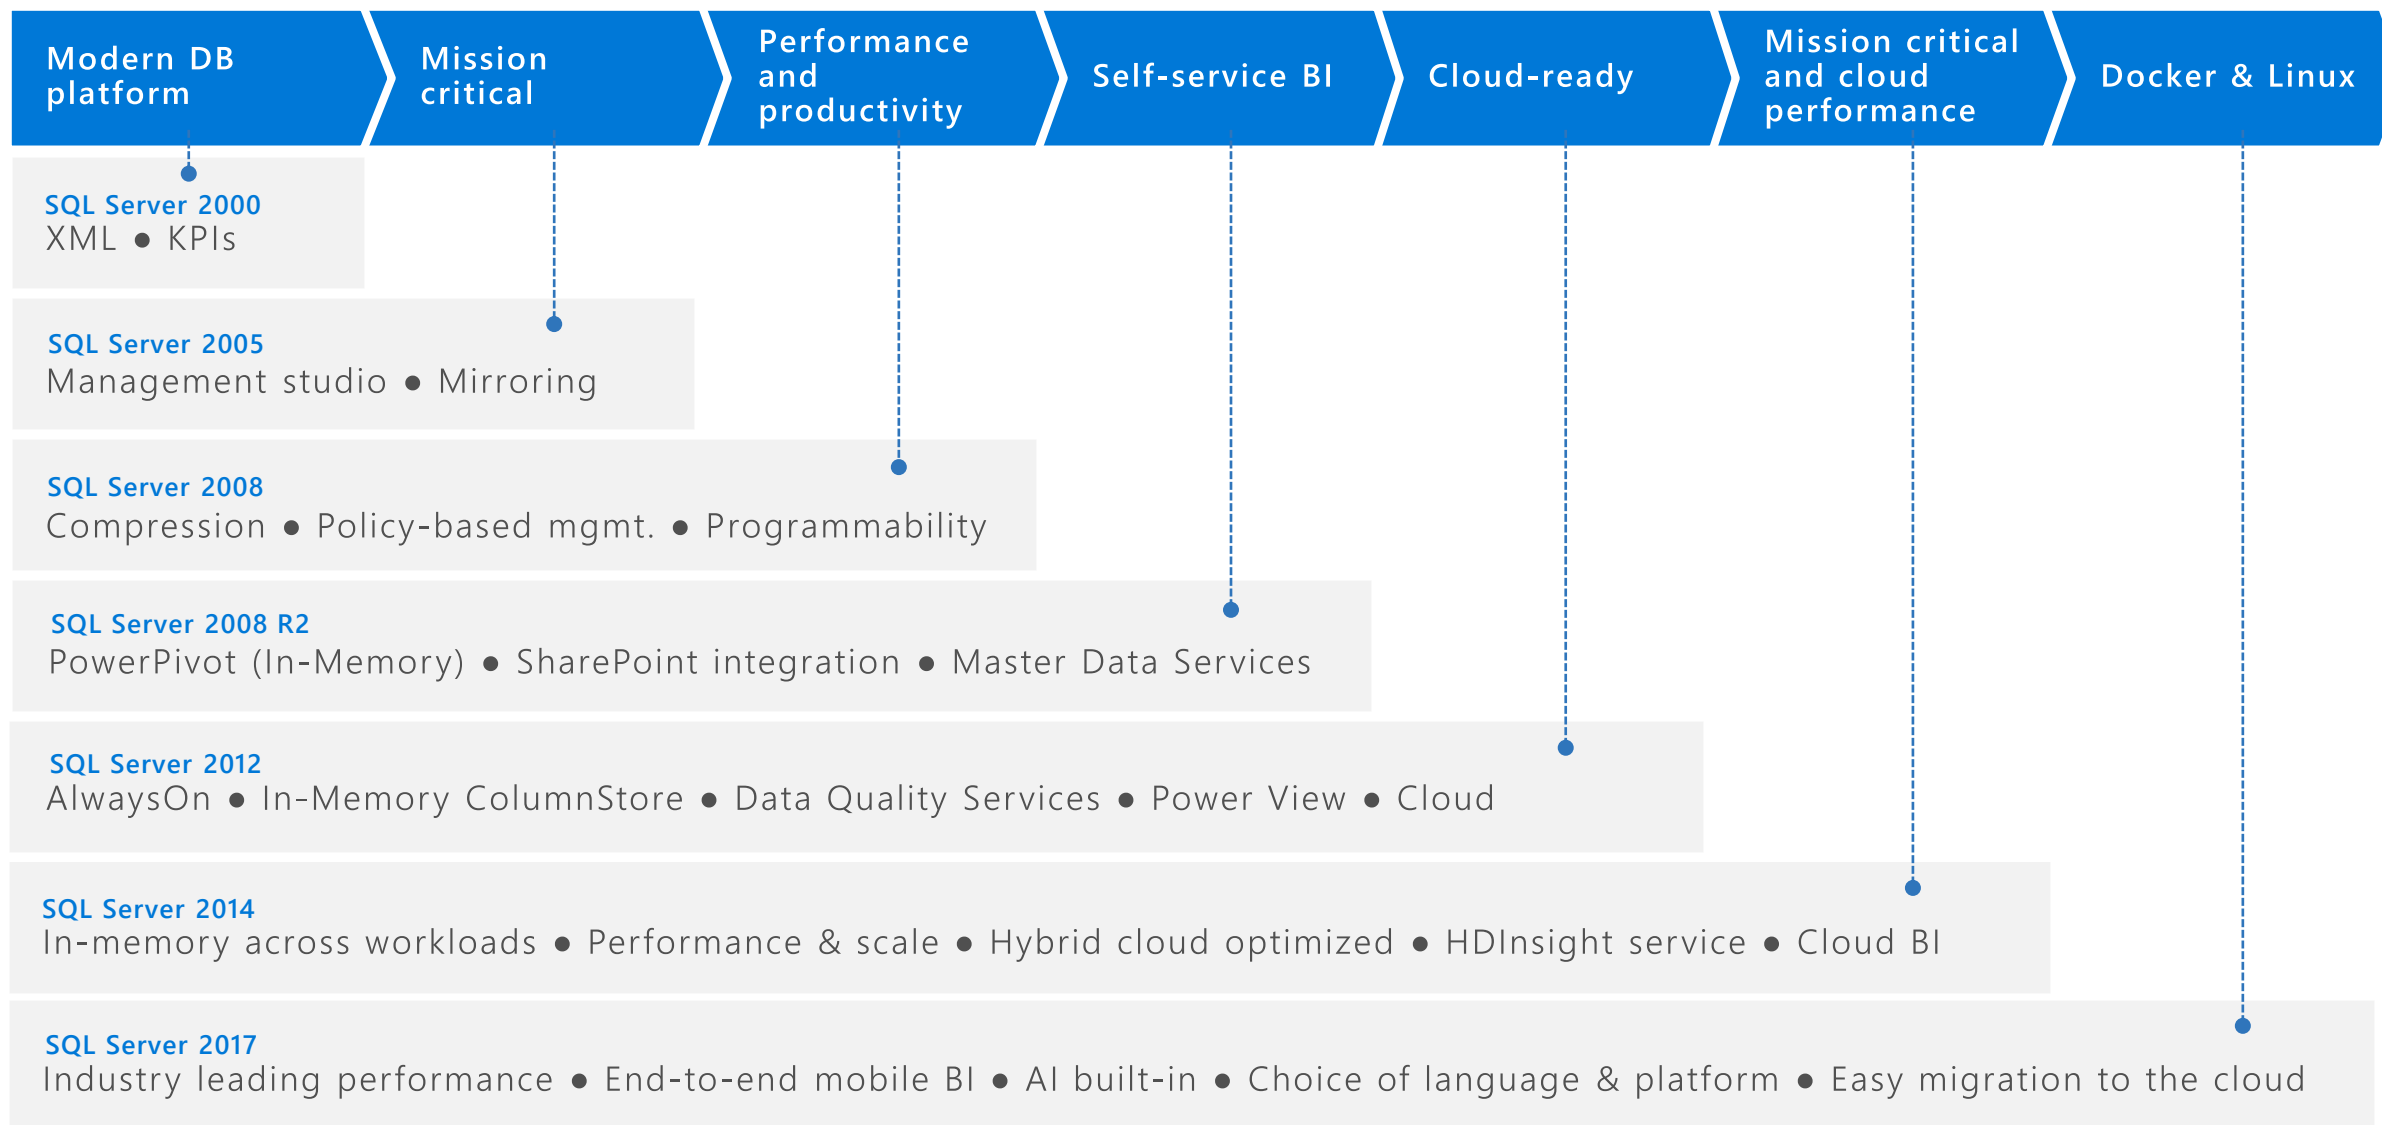 Modern DB
platform
Mission
critical
Performance
and
productivity
Self-service BI
Cloud-ready
Mission critical
and cloud
performance
Docker & Linux
SQL Server 2000
XML ● KPIs
SQL Server 2005
Management studio ● Mirroring
SQL Server 2008
Compression ● Policy-based mgmt. ● Programmability
SQL Server 2008 R2
PowerPivot (In-Memory) ● SharePoint integration ● Master Data Services
SQL Server 2012
AlwaysOn ● In-Memory ColumnStore ● Data Quality Services ● Power View ● Cloud
SQL Server 2014
In-memory across workloads ● Performance & scale ● Hybrid cloud optimized ● HDInsight service ● Cloud BI
SQL Server 2017
Industry leading performance ● End-to-end mobile BI ● AI built-in ● Choice of language & platform ● Easy migration to the cloud